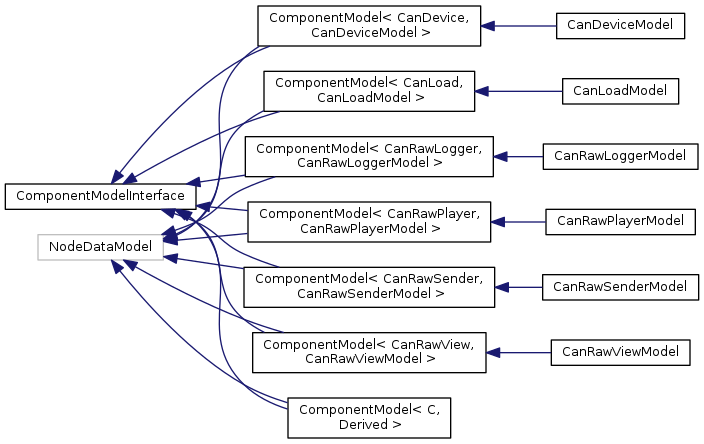 ComponentModel< CanDevice,
CanDeviceModel >
CanDeviceModel
ComponentModel< CanLoad,
CanLoadModel >
CanLoadModel
ComponentModel< CanRawLogger,
CanRawLoggerModel >
CanRawLoggerModel
ComponentModelInterface
ComponentModel< CanRawPlayer,
CanRawPlayerModel >
CanRawPlayerModel
NodeDataModel
ComponentModel< CanRawSender,
CanRawSenderModel >
CanRawSenderModel
ComponentModel< CanRawView,
CanRawViewModel >
CanRawViewModel
ComponentModel< C,
Derived >